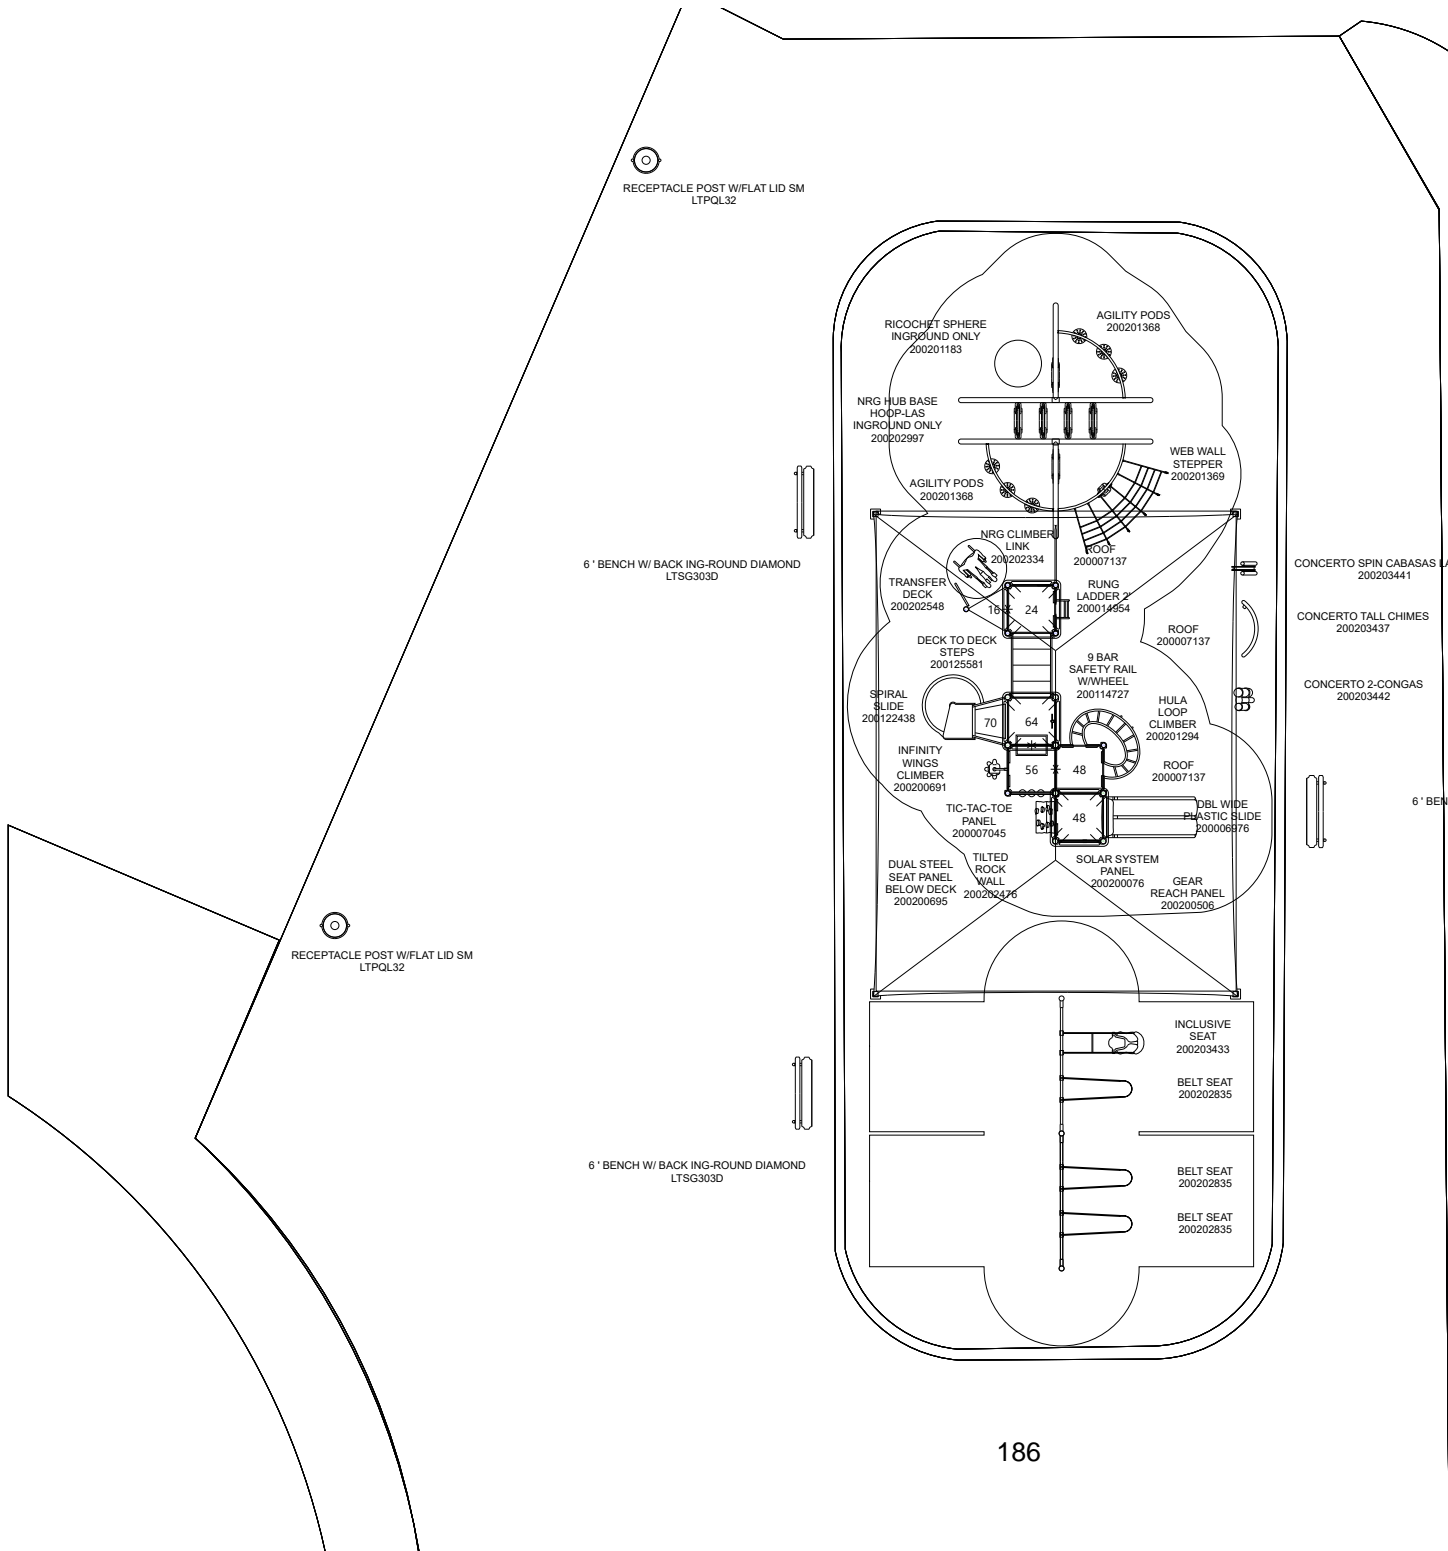 RECEPTACLE POST W/FLAT LID SM
LTPQL32
RICOCHET SPHERE
INGROUND ONLY
200201183
AGILITY PODS
200201368
NRG HUB BASE
HOOP-LAS
INGROUND ONLY
200202997
WEB WALL
STEPPER
200201369
AGILITY PODS
200201368
6 ' BENCH W/ BACK ING-ROUND DIAMOND
LTSG303D
NRG CLIMBER
LINK
200202334
ROOF
200007137
CONCERTO SPIN CABASAS
200203441
TRANSFER
DECK
200202548
16
24
RUNG
LADDER 2'
200014954
CONCERTO TALL CHIMES
200203437
ROOF
200007137
DECK TO DECK
STEPS
200125581
9 BAR
SAFETY RAIL
W/WHEEL
200114727
CONCERTO 2-CONGAS
200203442
SPIRAL
SLIDE
200122438
70
64
HULA
LOOP
CLIMBER
200201294
INFINITY
WINGS
CLIMBER
200200691
56
48
ROOF
200007137
TIC-TAC-TOE
PANEL
200007045
48
DBL WIDE
PLASTIC SLIDE
200006976
6 ' BEN
DUAL STEEL
SEAT PANEL
BELOW DECK
200200695
TILTED
ROCK
WALL
200202476
SOLAR SYSTEM
PANEL
200200076
GEAR
REACH PANEL
200200506
RECEPTACLE POST W/FLAT LID SM
LTPQL32
INCLUSIVE
SEAT
200203433
BELT SEAT
200202835
6 ' BENCH W/ BACK ING-ROUND DIAMOND
LTSG303D
BELT SEAT
200202835
BELT SEAT
200202835
186